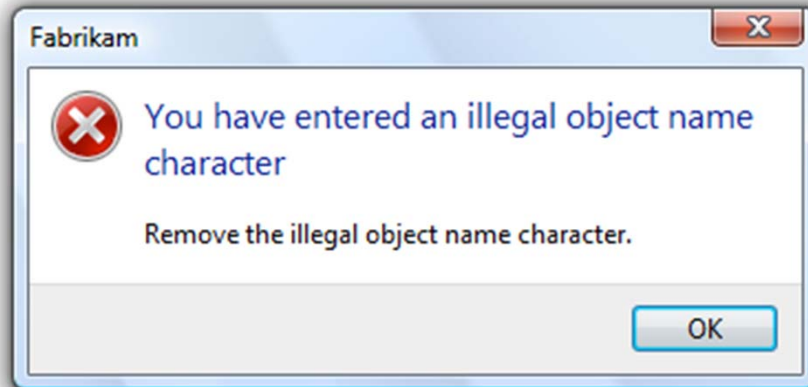 Fabrikam
You have entered an illegal object name
character
Remove the illegal object name character.
OK